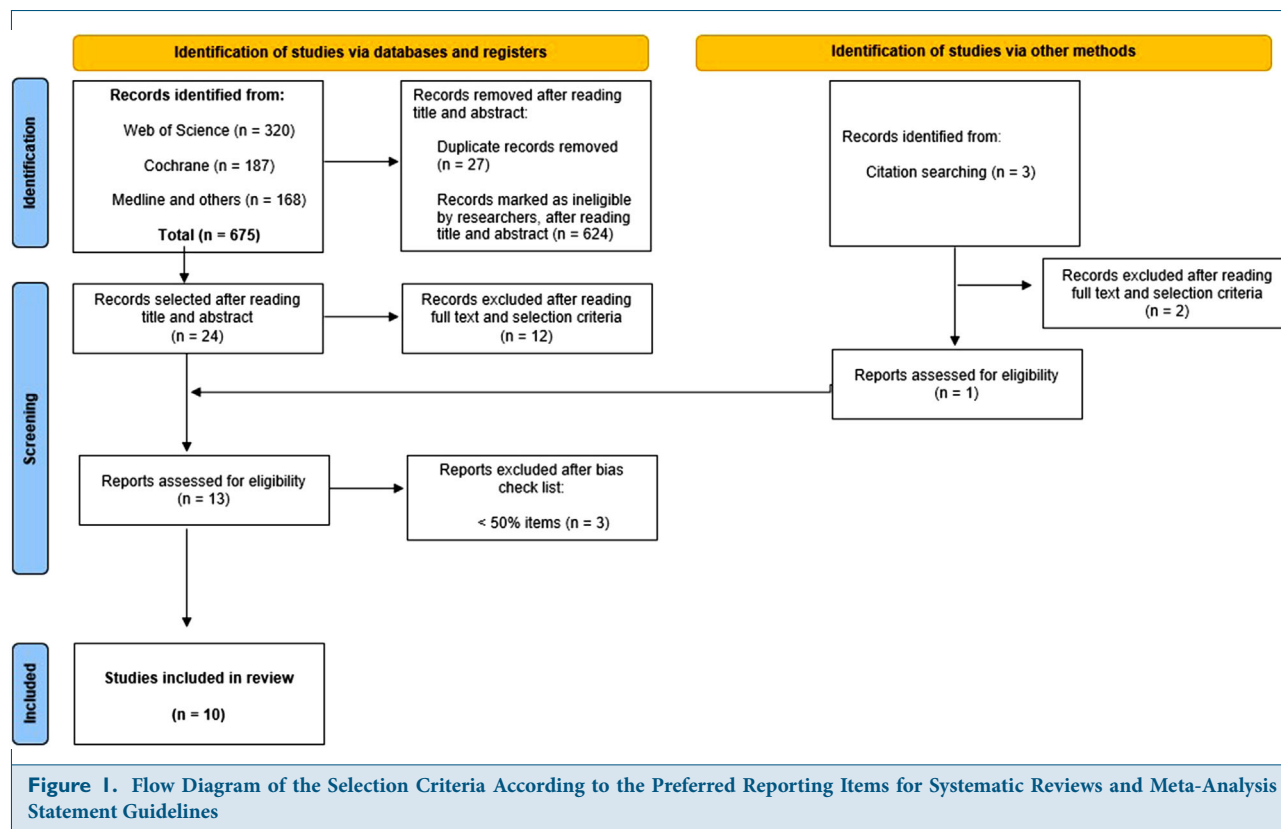 Identification of studies via databases and registers
Identification of studies via other methods
Identification
Records identified from:
Web of Science (n = 320)
Cochrane (n = 187)
Medline and others (n = 168)
Total (n = 675)
Records removed after reading
title and abstract:
Duplicate records removed
(n = 27)
Records marked as ineligible
by researchers, after reading
title and abstract (n = 624)
Records identified from:
Citation searching (n = 3)
Screening
Records selected after reading
title and abstract
(n = 24)
Records excluded after reading
full text and selection criteria
(n = 12)
Records excluded after reading
full text and selection criteria
(n = 2)
Reports assessed for eligibility
(n = 1)
Reports assessed for eligibility
(n = 13)
Reports excluded after bias
check list:
< 50% items (n = 3)
Included
Studies included in review
(n = 10)
Figure 1. Flow Diagram of the Selection Criteria According to the Preferred Reporting Items for Systematic Reviews and Meta-Analysis
Statement Guidelines